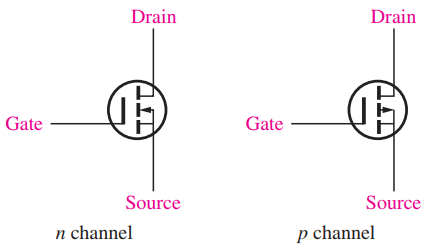 Drain
Drain
Gate
Gate
Source
Source
n channel
p channel